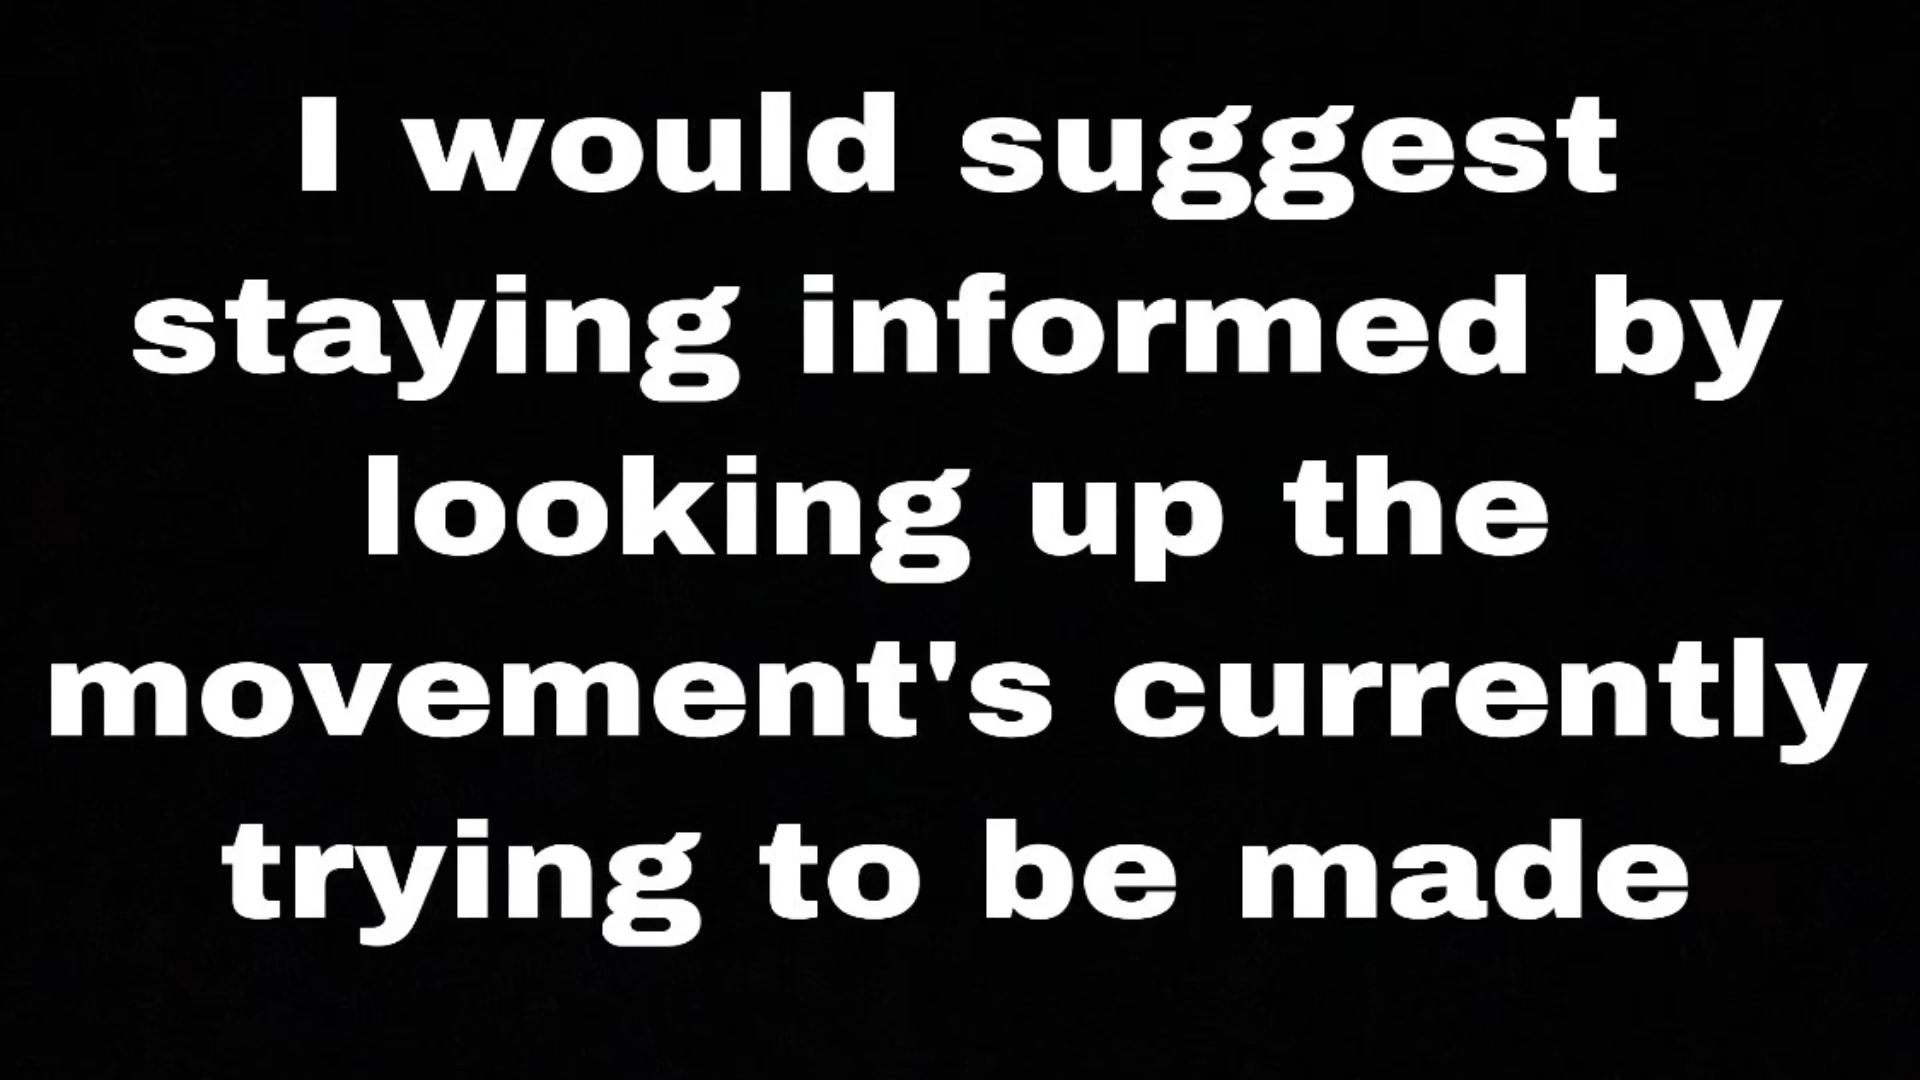 I would suggest
staying informed by
looking up the
movement's currently
trying to be made